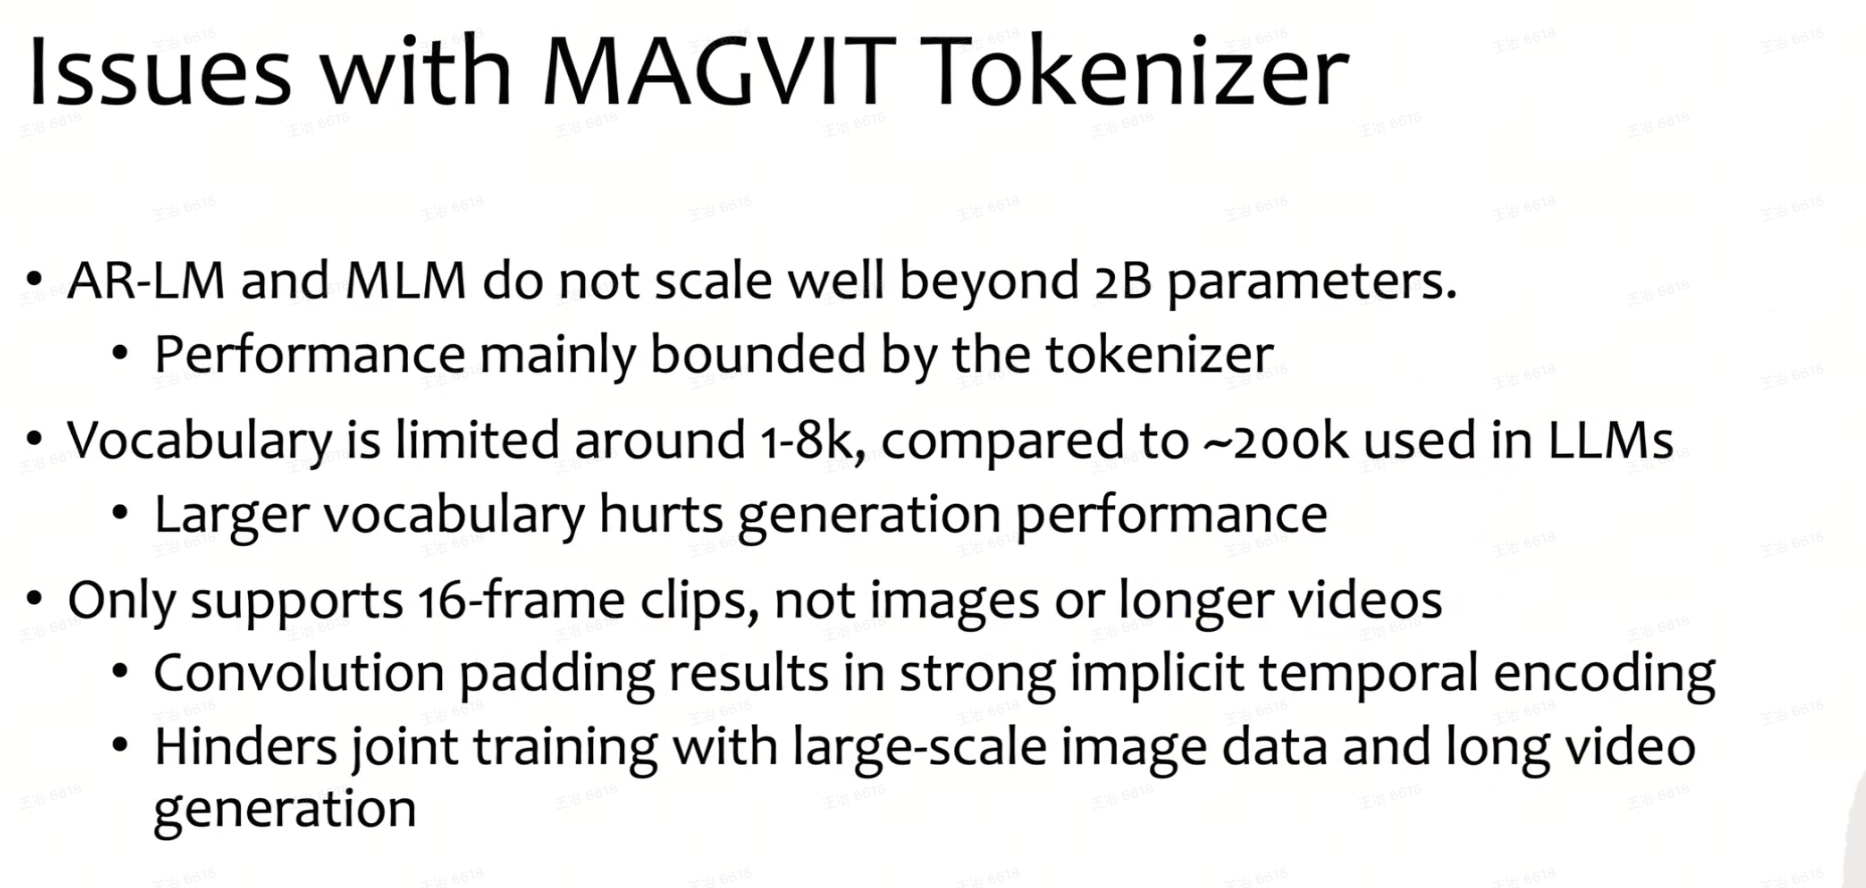 Issues with MAGVIT Tokenizer
• AR-LM and MLM do not scale well beyond 2B parameters.
• Performance mainly bounded by the tokenizer
• Vocabulary is limited around 1-8k, compared to ~200k used in LLMs
• Larger vocabulary hurts generation performance
• Only supports 16-frame clips, not images or longer videos
• Convolution padding results in strong implicit temporal encoding
• Hinders joint training with large-scale image data and long video
generation
王冶 6618